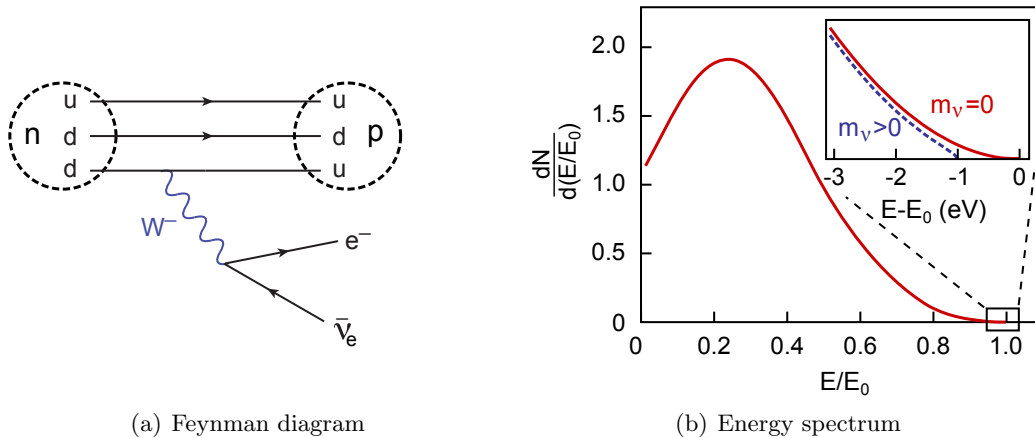 n
u
d
d
u
d
u
p
W⁻
e⁻
ν̄e
(a) Feynman diagram
dN
d(E/E₀)
2.0
1.5
1.0
0.5
0
0 0.2 0.4 0.6 0.8 1.0
E/E₀
mν=0
mν>0
-3 -2 -1 0
E-E₀ (eV)
(b) Energy spectrum